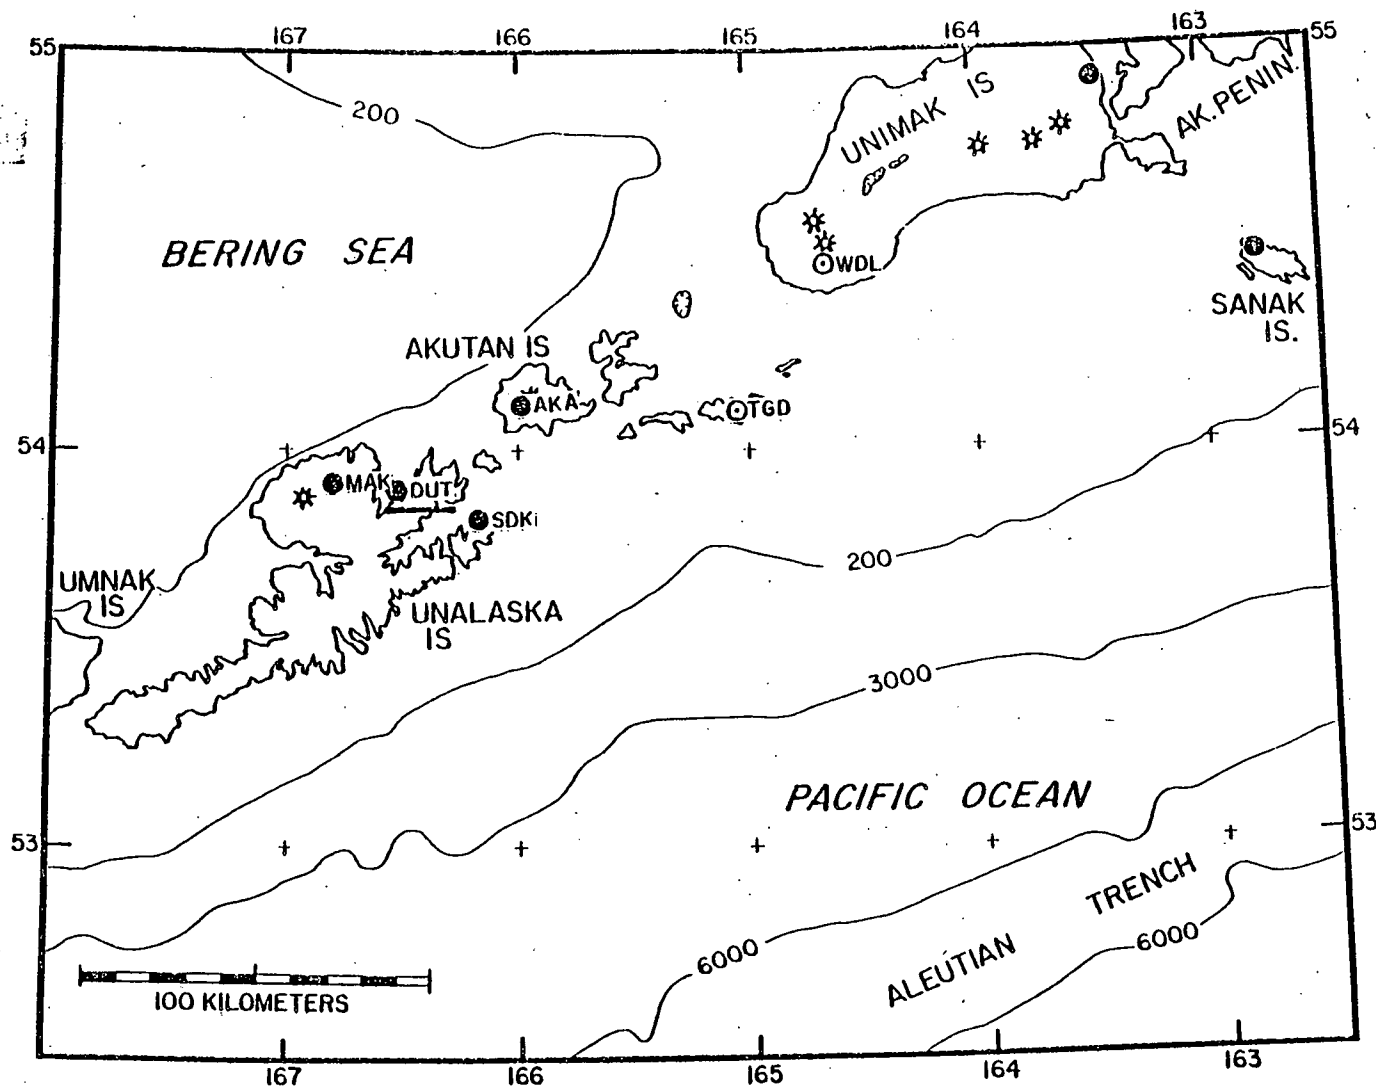 167
166
165
164
163
55
55
200
UNIMAK IS
AK. PENIN.
BERING SEA
WDL
SANAK
IS.
AKUTAN IS
AKA
TGD
54
54
MAK
DUT
SDK
200
UMNAK
IS
UNALASKA
IS
3000
PACIFIC OCEAN
53
53
TRENCH
6000
6000
ALEUTIAN
100 KILOMETERS
167
166
165
164
163